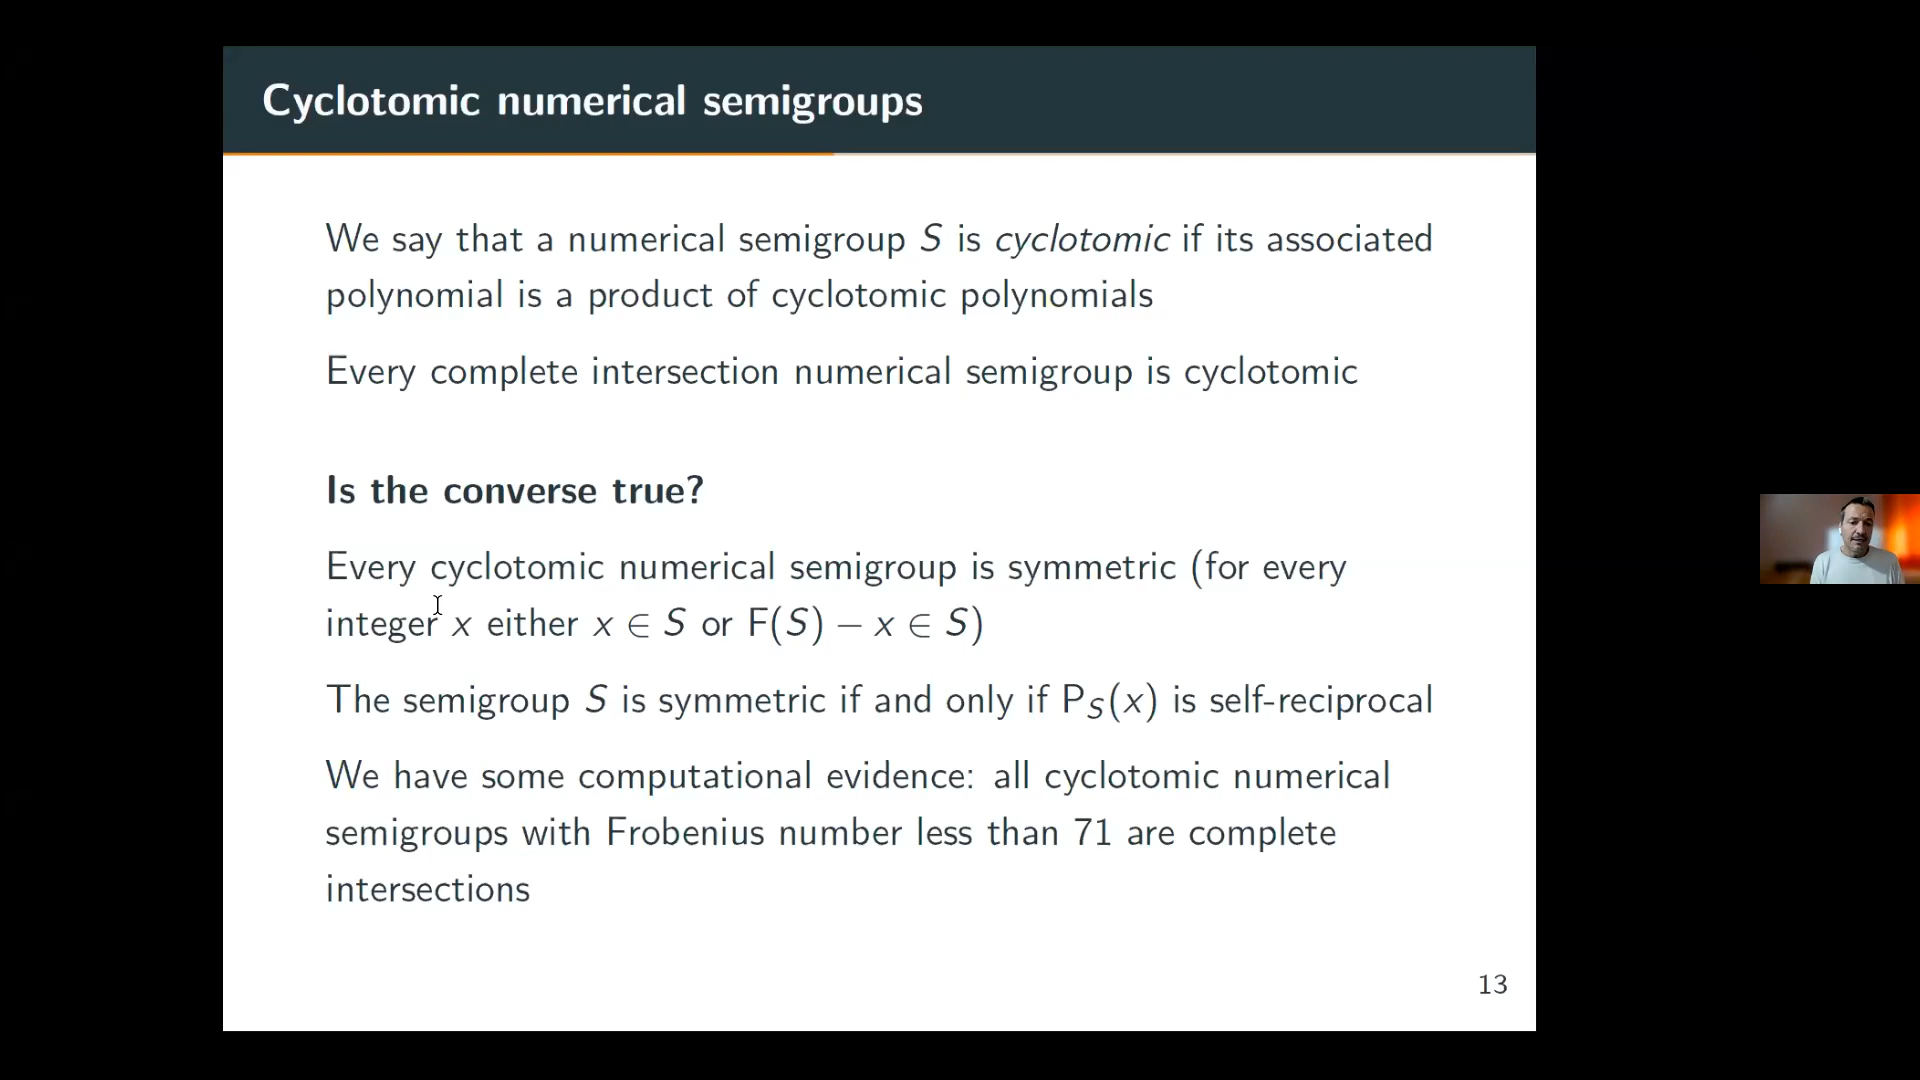 Cyclotomic numerical semigroups
We say that a numerical semigroup S is cyclotomic if its associated
polynomial is a product of cyclotomic polynomials
Every complete intersection numerical semigroup is cyclotomic
Is the converse true?
Every cyclotomic numerical semigroup is symmetric (for every
integer x either x ∈ S or F(S) − x ∈ S)
The semigroup S is symmetric if and only if P_S(x) is self-reciprocal
We have some computational evidence: all cyclotomic numerical
semigroups with Frobenius number less than 71 are complete
intersections
13